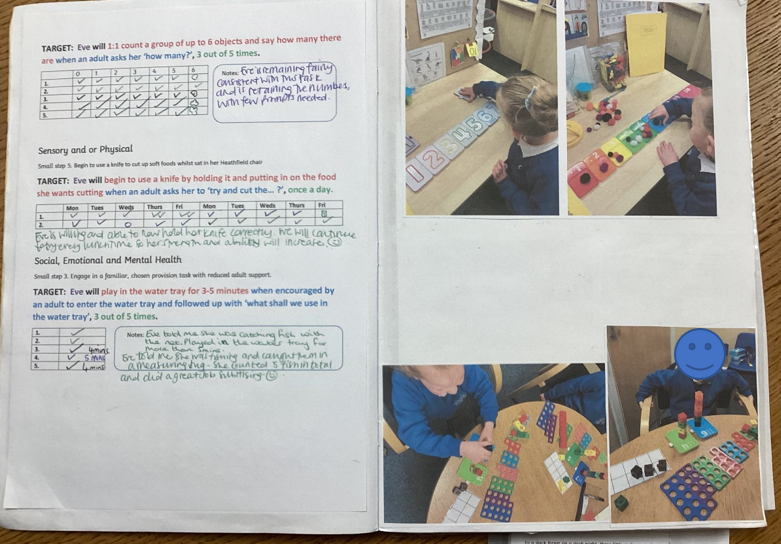 TARGET: Eve will 1:1 count a group of up to 6 objects and say how many there
are when an adult asks her 'how many?', 3 out of 5 times.
0 1 2 3 4 5 6
1.
2.
3.
4.
5.
Notes: Eve is remaining fairly
consistent with this task
and is retaining the numbers,
with few prompts needed.
Sensory and or Physical
Small step 5. Begin to use a knife to cut up soft foods whilst sat in her Heathfield chair
TARGET: Eve will begin to use a knife by holding it and putting in on the food
she wants cutting when an adult asks her to 'try and cut the... ?', once a day.
Mon Tues Weds Thurs Fri Mon Tues Weds Thurs Fri
1.
2.
Eve is willing and able to now hold her knife correctly. We will continue
to try every lunchtime so her strength and ability will increase
Social, Emotional and Mental Health
Small step 3. Engage in a familiar, chosen provision task with reduced adult support.
TARGET: Eve will play in the water tray for 3-5 minutes when encouraged by
an adult to enter the water tray and followed up with 'what shall we use in
the water tray', 3 out of 5 times.
1.
2.
3. 4 mins
4. 5 mins
5. 4 mins
Notes: Eve told me she was catching fish with
the net. Played in the water tray for
more than 5 mins.
Eve told me she was fishing and caught them in
a measuring jug. She counted 5 fish in total
and did a great job subitising
1 2 3 4 5 6